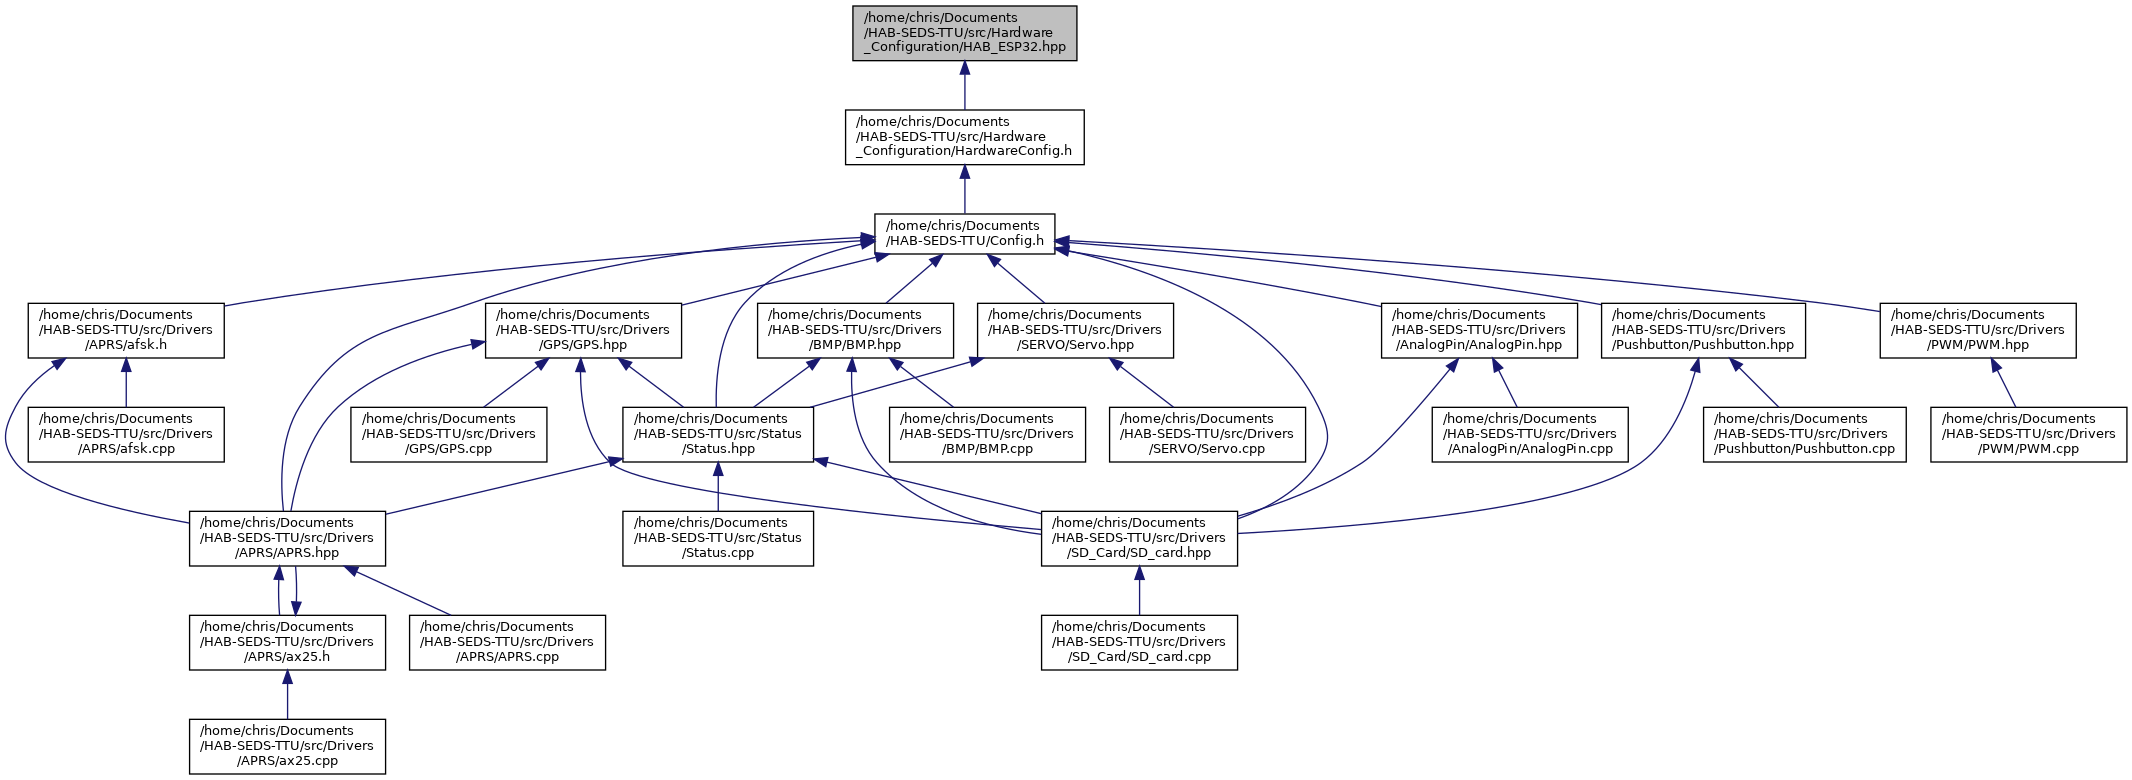 /home/chris/Documents
/HAB-SEDS-TTU/src/Hardware
_Configuration/HAB_ESP32.hpp
/home/chris/Documents
/HAB-SEDS-TTU/src/Hardware
_Configuration/HardwareConfig.h
/home/chris/Documents
/HAB-SEDS-TTU/Config.h
/home/chris/Documents
/HAB-SEDS-TTU/src/Drivers
/APRS/afsk.h
/home/chris/Documents
/HAB-SEDS-TTU/src/Drivers
/GPS/GPS.hpp
/home/chris/Documents
/HAB-SEDS-TTU/src/Drivers
/BMP/BMP.hpp
/home/chris/Documents
/HAB-SEDS-TTU/src/Drivers
/SERVO/Servo.hpp
/home/chris/Documents
/HAB-SEDS-TTU/src/Drivers
/AnalogPin/AnalogPin.hpp
/home/chris/Documents
/HAB-SEDS-TTU/src/Drivers
/Pushbutton/Pushbutton.hpp
/home/chris/Documents
/HAB-SEDS-TTU/src/Drivers
/PWM/PWM.hpp
/home/chris/Documents
/HAB-SEDS-TTU/src/Drivers
/APRS/afsk.cpp
/home/chris/Documents
/HAB-SEDS-TTU/src/Drivers
/GPS/GPS.cpp
/home/chris/Documents
/HAB-SEDS-TTU/src/Status
/Status.hpp
/home/chris/Documents
/HAB-SEDS-TTU/src/Drivers
/BMP/BMP.cpp
/home/chris/Documents
/HAB-SEDS-TTU/src/Drivers
/SERVO/Servo.cpp
/home/chris/Documents
/HAB-SEDS-TTU/src/Drivers
/AnalogPin/AnalogPin.cpp
/home/chris/Documents
/HAB-SEDS-TTU/src/Drivers
/Pushbutton/Pushbutton.cpp
/home/chris/Documents
/HAB-SEDS-TTU/src/Drivers
/PWM/PWM.cpp
/home/chris/Documents
/HAB-SEDS-TTU/src/Drivers
/APRS/APRS.hpp
/home/chris/Documents
/HAB-SEDS-TTU/src/Status
/Status.cpp
/home/chris/Documents
/HAB-SEDS-TTU/src/Drivers
/SD_Card/SD_card.hpp
/home/chris/Documents
/HAB-SEDS-TTU/src/Drivers
/APRS/ax25.h
/home/chris/Documents
/HAB-SEDS-TTU/src/Drivers
/APRS/APRS.cpp
/home/chris/Documents
/HAB-SEDS-TTU/src/Drivers
/SD_Card/SD_card.cpp
/home/chris/Documents
/HAB-SEDS-TTU/src/Drivers
/APRS/ax25.cpp